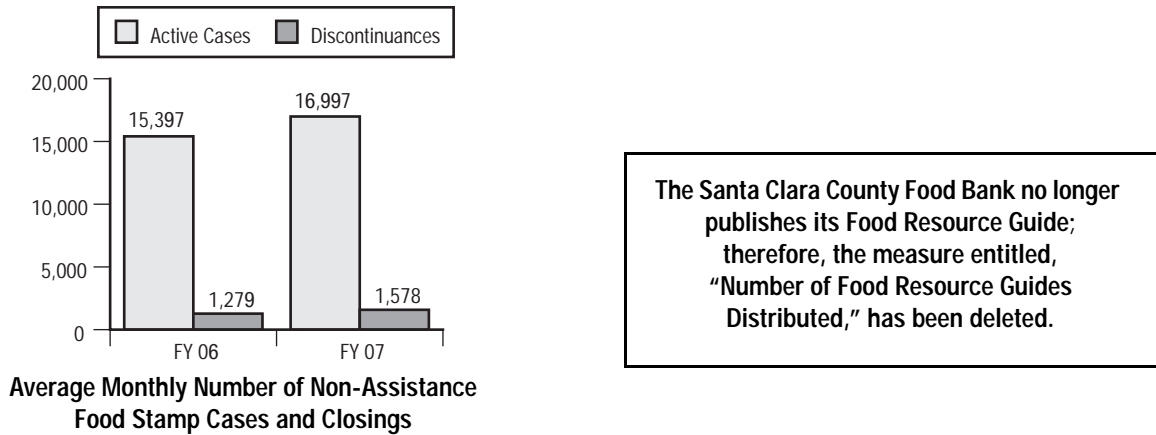 Active Cases Discontinuances
20,000
15,000
10,000
5,000
0
15,397
1,279
16,997
1,578
FY 06 FY 07
Average Monthly Number of Non-Assistance
Food Stamp Cases and Closings
The Santa Clara County Food Bank no longer
publishes its Food Resource Guide;
therefore, the measure entitled,
“Number of Food Resource Guides
Distributed,” has been deleted.